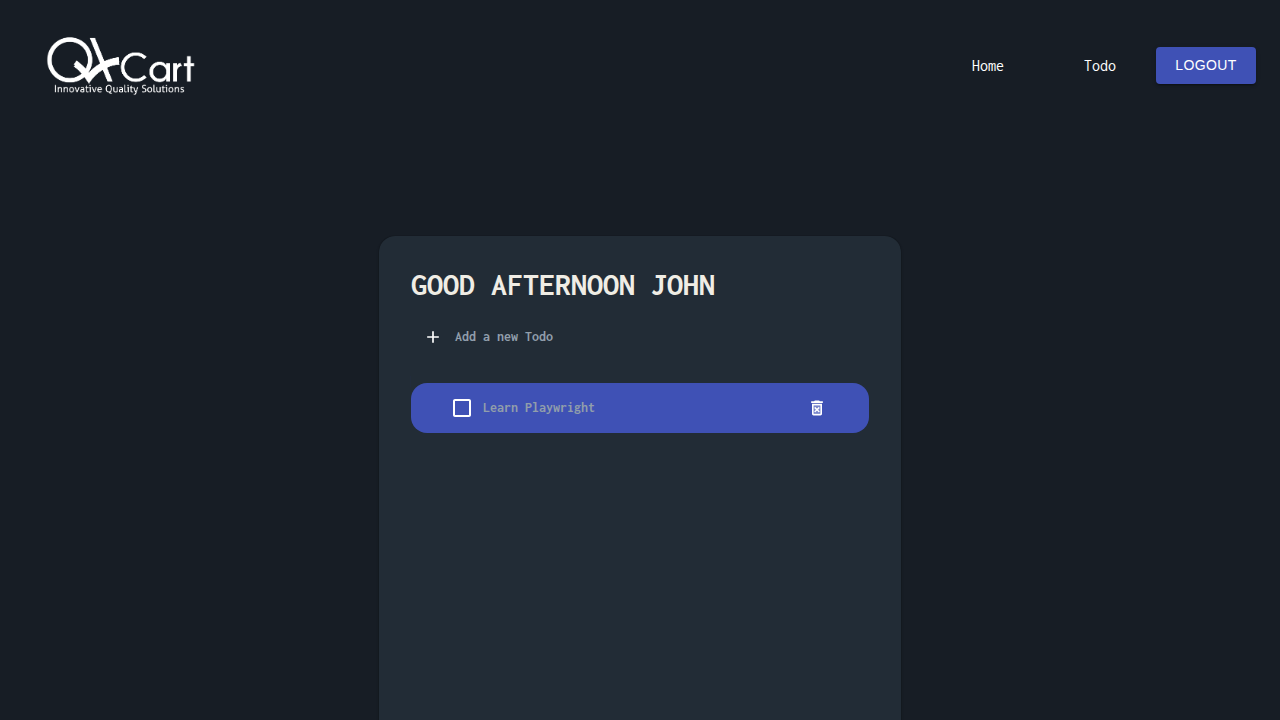 QACart
Innovative Quality Solutions
Home
Todo
LOGOUT
GOOD AFTERNOON JOHN
Add a new Todo
Learn Playwright